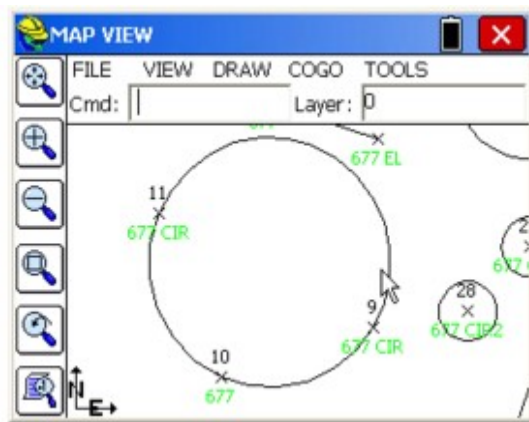 MAP VIEW
FILE VIEW DRAW COGO TOOLS
Cmd: Layer: 0
677 EL
11
677 CIR
28
9
677 CIR2
677 CIR
10
677
N
E